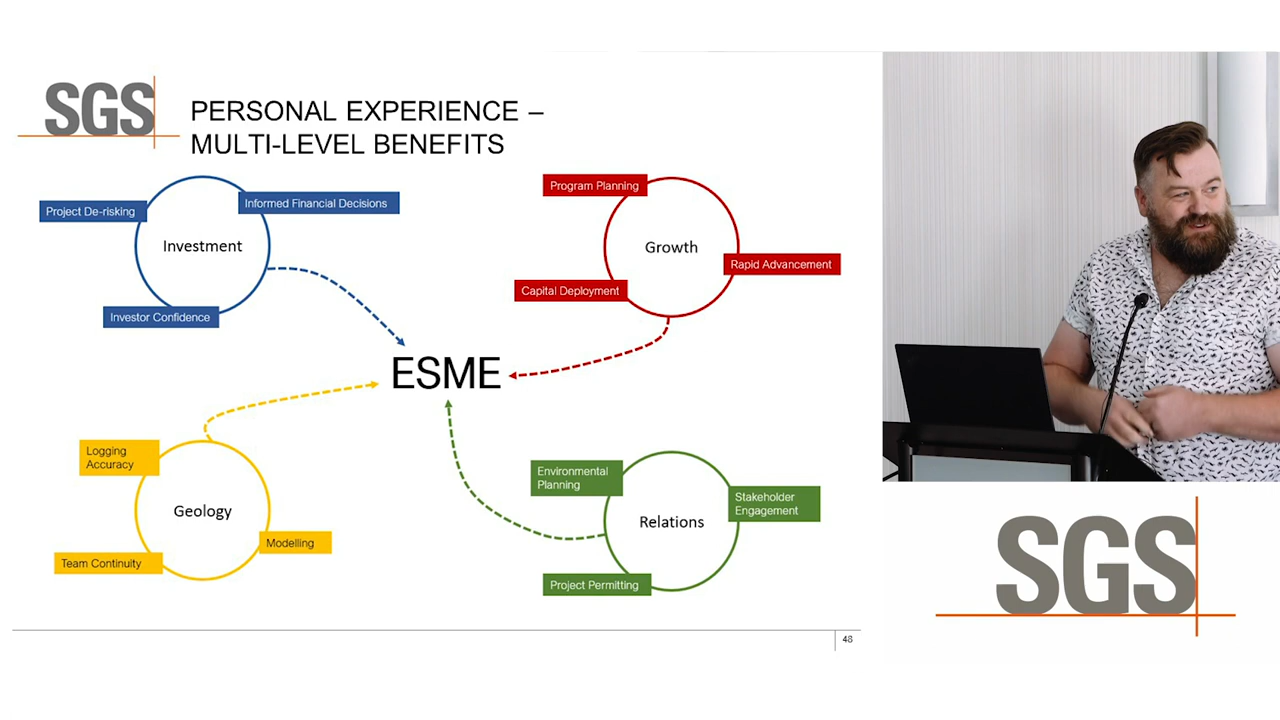 SGS
PERSONAL EXPERIENCE –
MULTI-LEVEL BENEFITS
Project De-risking
Informed Financial Decisions
Investment
Investor Confidence
Program Planning
Growth
Rapid Advancement
Capital Deployment
ESME
Logging
Accuracy
Geology
Modelling
Team Continuity
Environmental
Planning
Stakeholder
Engagement
Relations
Project Permitting
48
SGS